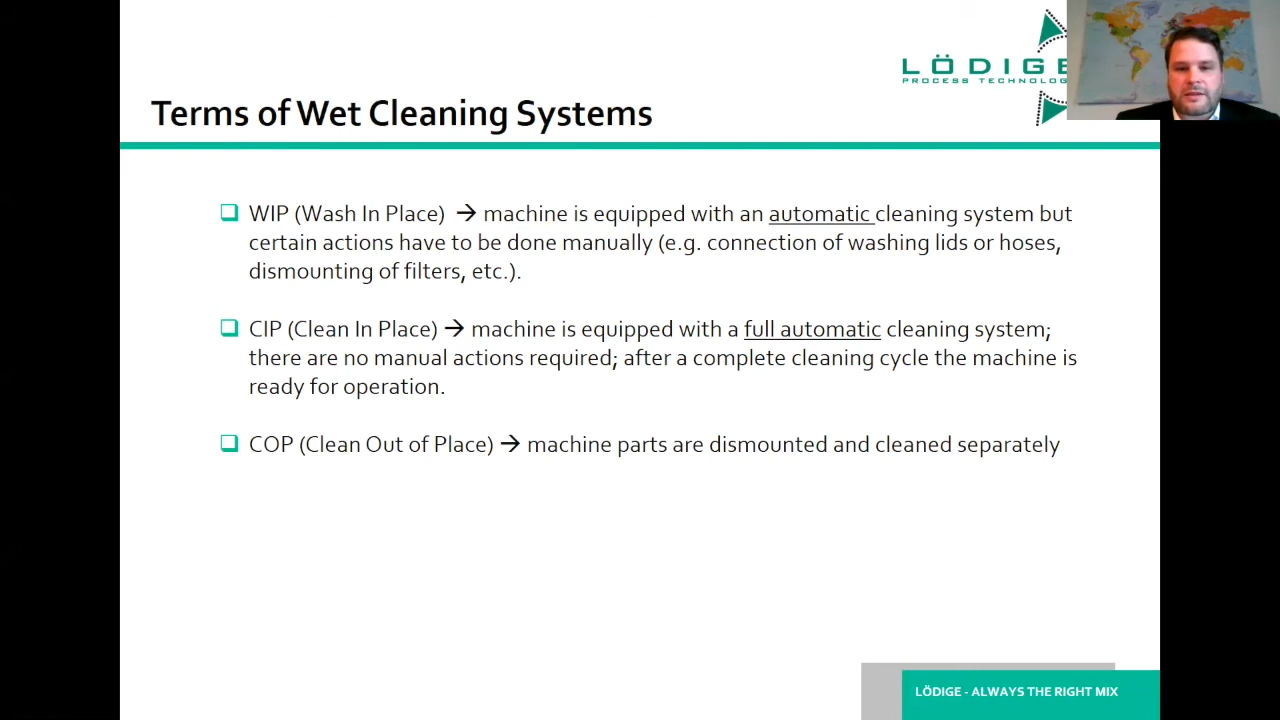 LÖDIGE
PROCESS TECHNOLOG
Terms of Wet Cleaning Systems
WIP (Wash In Place) → machine is equipped with an automatic cleaning system but
certain actions have to be done manually (e.g. connection of washing lids or hoses,
dismounting of filters, etc.).
CIP (Clean In Place) → machine is equipped with a full automatic cleaning system;
there are no manual actions required; after a complete cleaning cycle the machine is
ready for operation.
COP (Clean Out of Place) → machine parts are dismounted and cleaned separately
LÖDIGE - ALWAYS THE RIGHT MIX